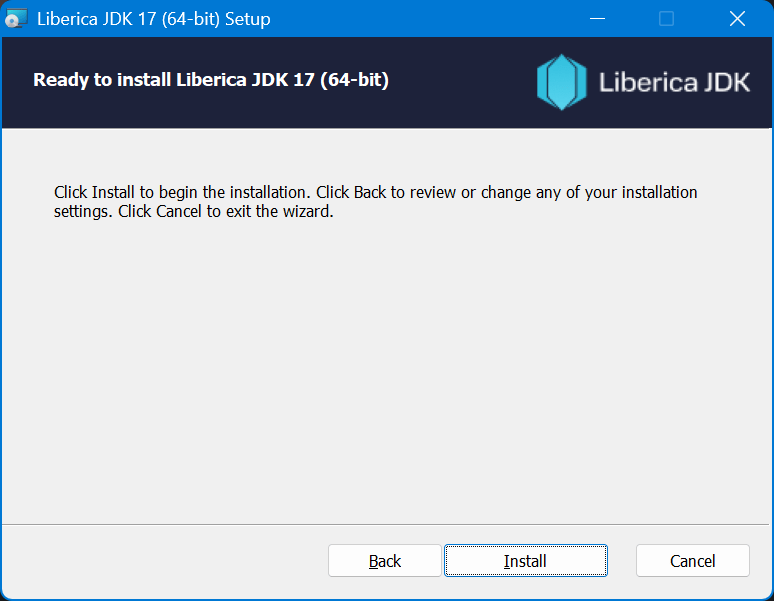 Liberica JDK 17 (64-bit) Setup
Ready to install Liberica JDK 17 (64-bit)
Liberica JDK
Click Install to begin the installation. Click Back to review or change any of your installation
settings. Click Cancel to exit the wizard.
Back
Install
Cancel